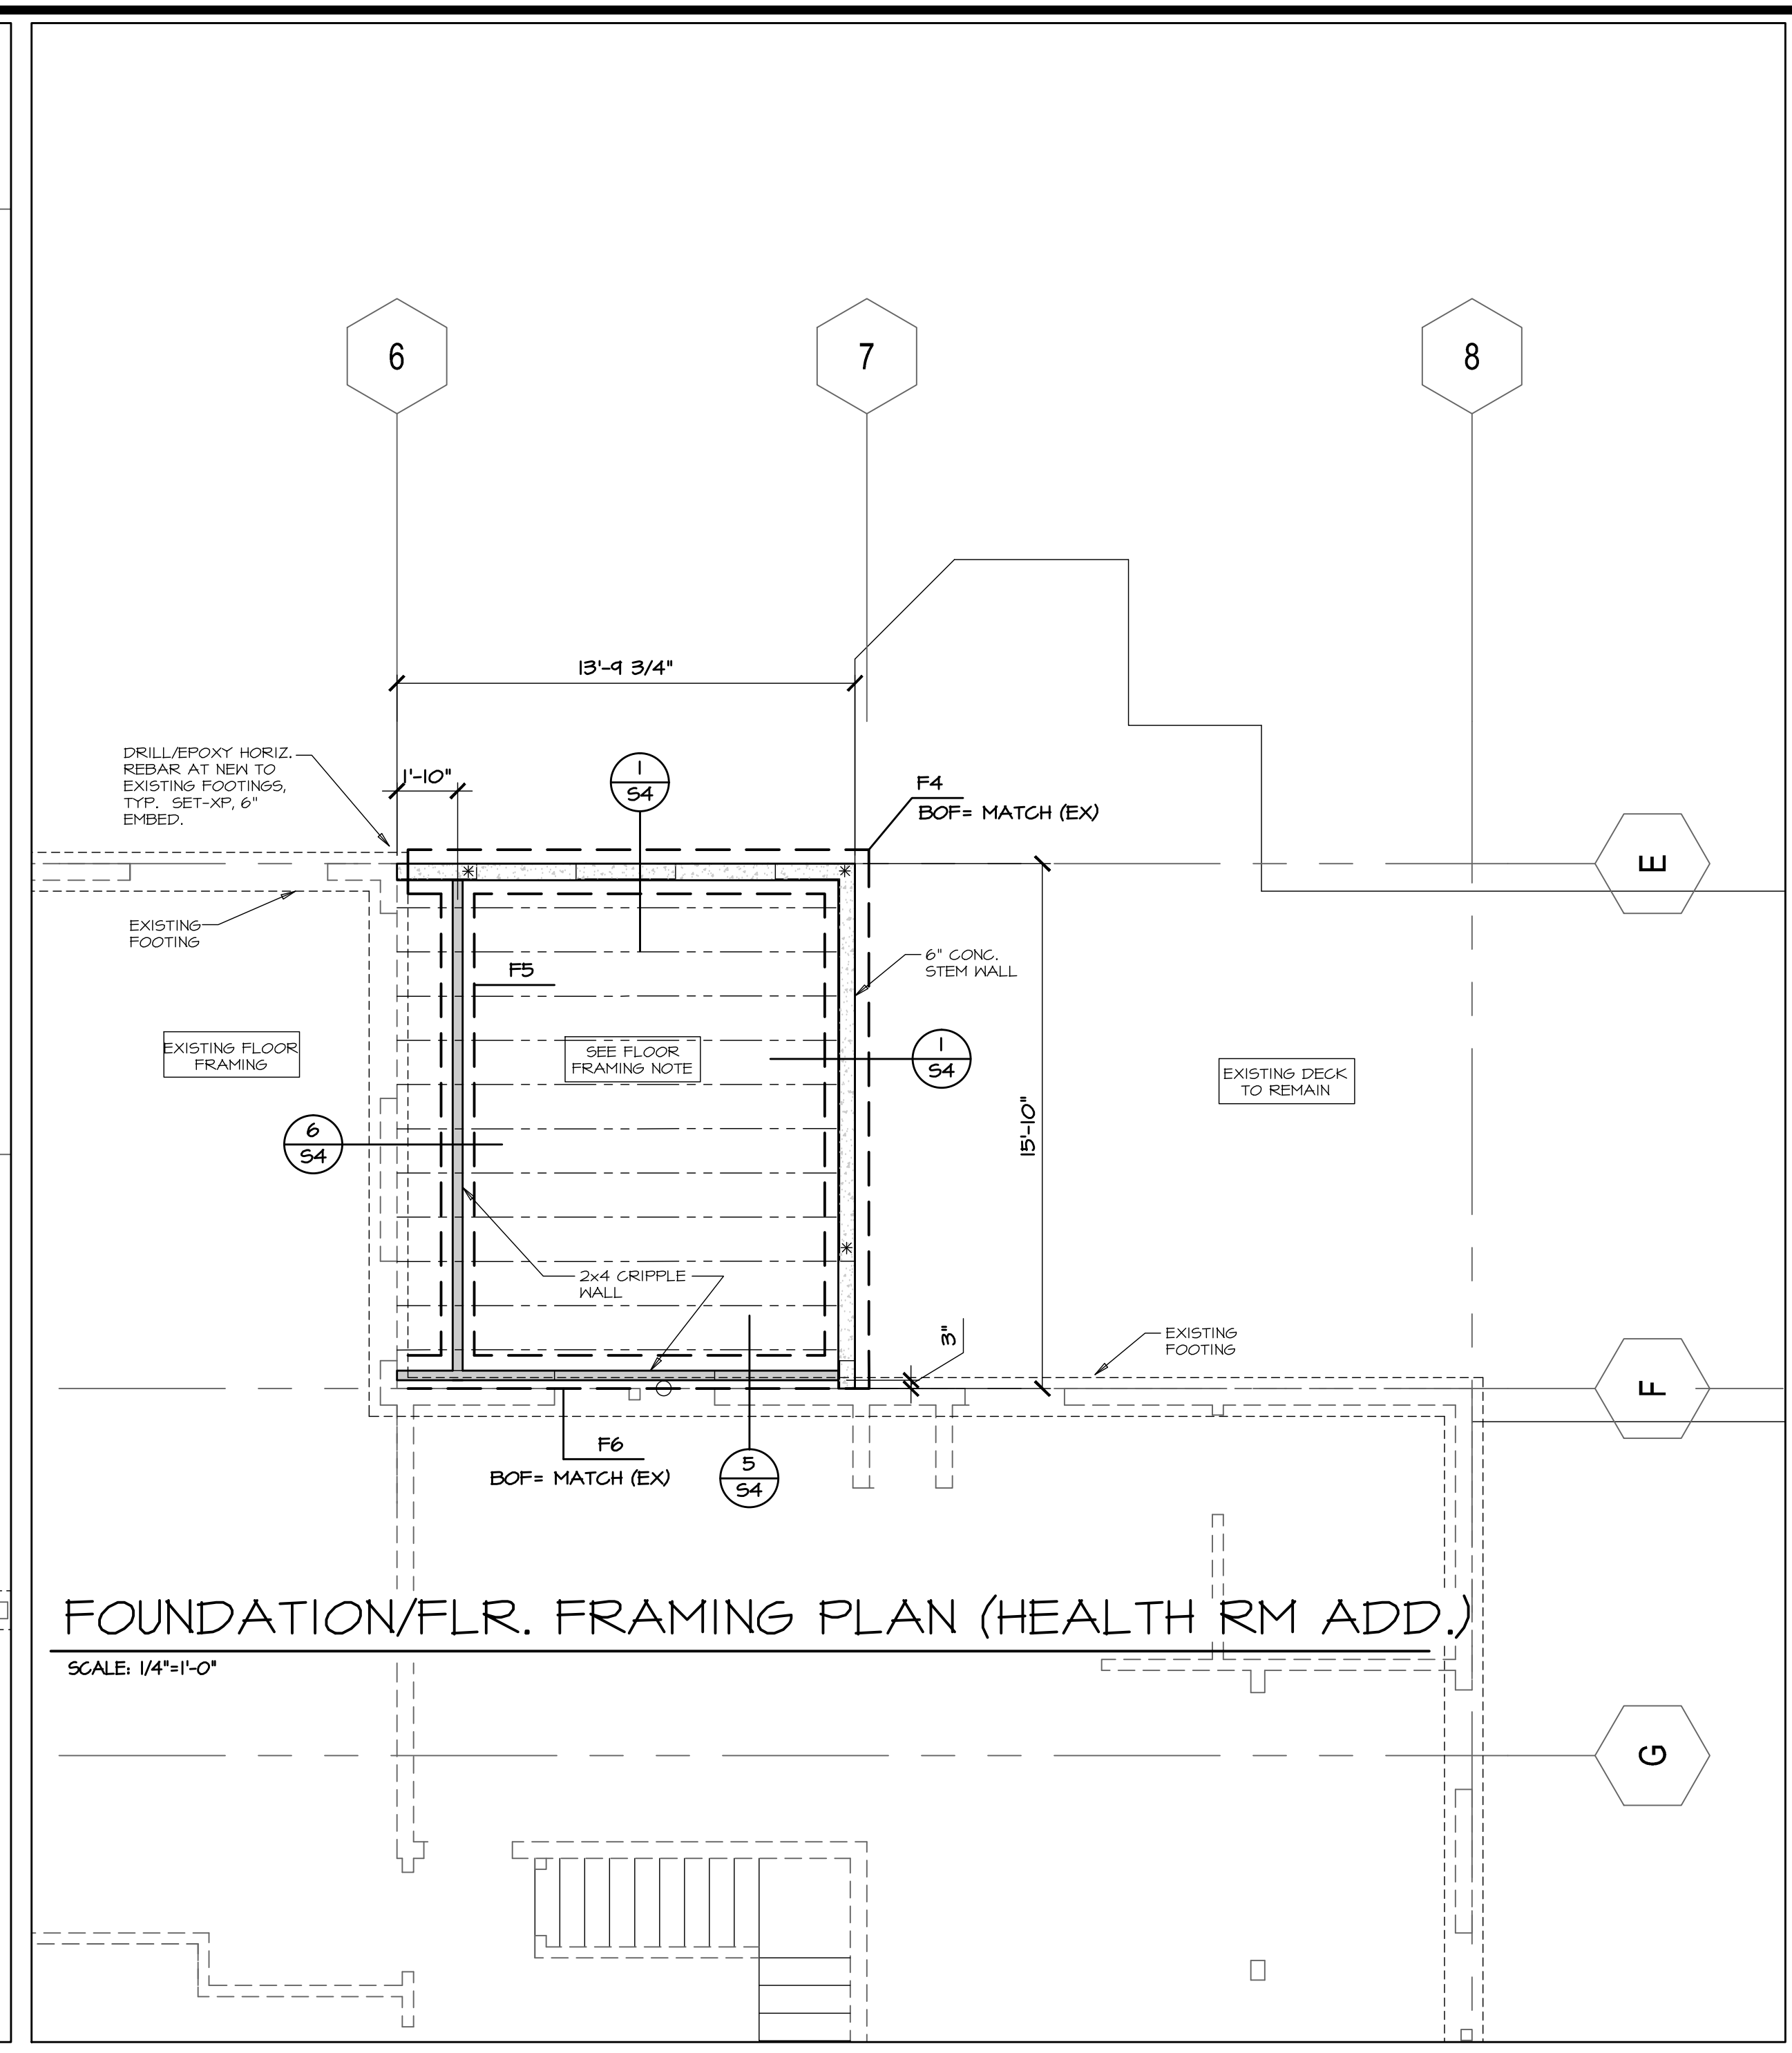 6
7
8
13'-9 3/4"
DRILL/EPOXY HORIZ.
REBAR AT NEW TO
EXISTING FOOTINGS,
TYP. SET-XP, 6"
EMBED.
1'-10"
1
S4
F4
BOF= MATCH (EX)
E
EXISTING
FOOTING
6" CONC.
STEM WALL
F5
EXISTING FLOOR
FRAMING
SEE FLOOR
FRAMING NOTE
1
S4
EXISTING DECK
TO REMAIN
15'-10"
6
S4
2x4 CRIPPLE
WALL
3"
EXISTING
FOOTING
F
F6
BOF= MATCH (EX)
5
S4
FOUNDATION/FLR. FRAMING PLAN (HEALTH RM ADD.)
SCALE: 1/4"=1'-0"
G